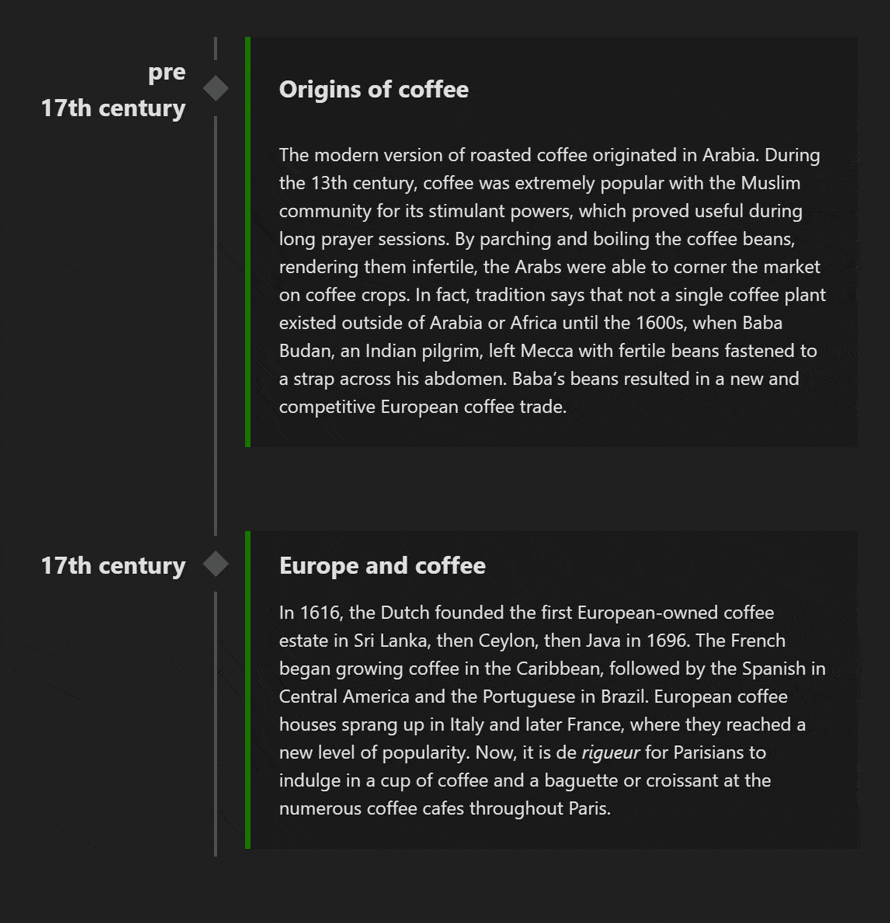 pre
17th century
Origins of coffee
The modern version of roasted coffee originated in Arabia. During
the 13th century, coffee was extremely popular with the Muslim
community for its stimulant powers, which proved useful during
long prayer sessions. By parching and boiling the coffee beans,
rendering them infertile, the Arabs were able to corner the market
on coffee crops. In fact, tradition says that not a single coffee plant
existed outside of Arabia or Africa until the 1600s, when Baba
Budan, an Indian pilgrim, left Mecca with fertile beans fastened to
a strap across his abdomen. Baba’s beans resulted in a new and
competitive European coffee trade.
17th century
Europe and coffee
In 1616, the Dutch founded the first European-owned coffee
estate in Sri Lanka, then Ceylon, then Java in 1696. The French
began growing coffee in the Caribbean, followed by the Spanish in
Central America and the Portuguese in Brazil. European coffee
houses sprang up in Italy and later France, where they reached a
new level of popularity. Now, it is de rigueur for Parisians to
indulge in a cup of coffee and a baguette or croissant at the
numerous coffee cafes throughout Paris.